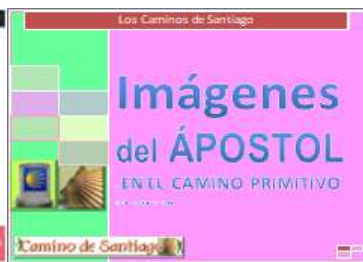 Los Caminos de Santiago
Imágenes
del ÁPOSTOL
EN EL CAMINO PRIMITIVO
Camino de Santiago